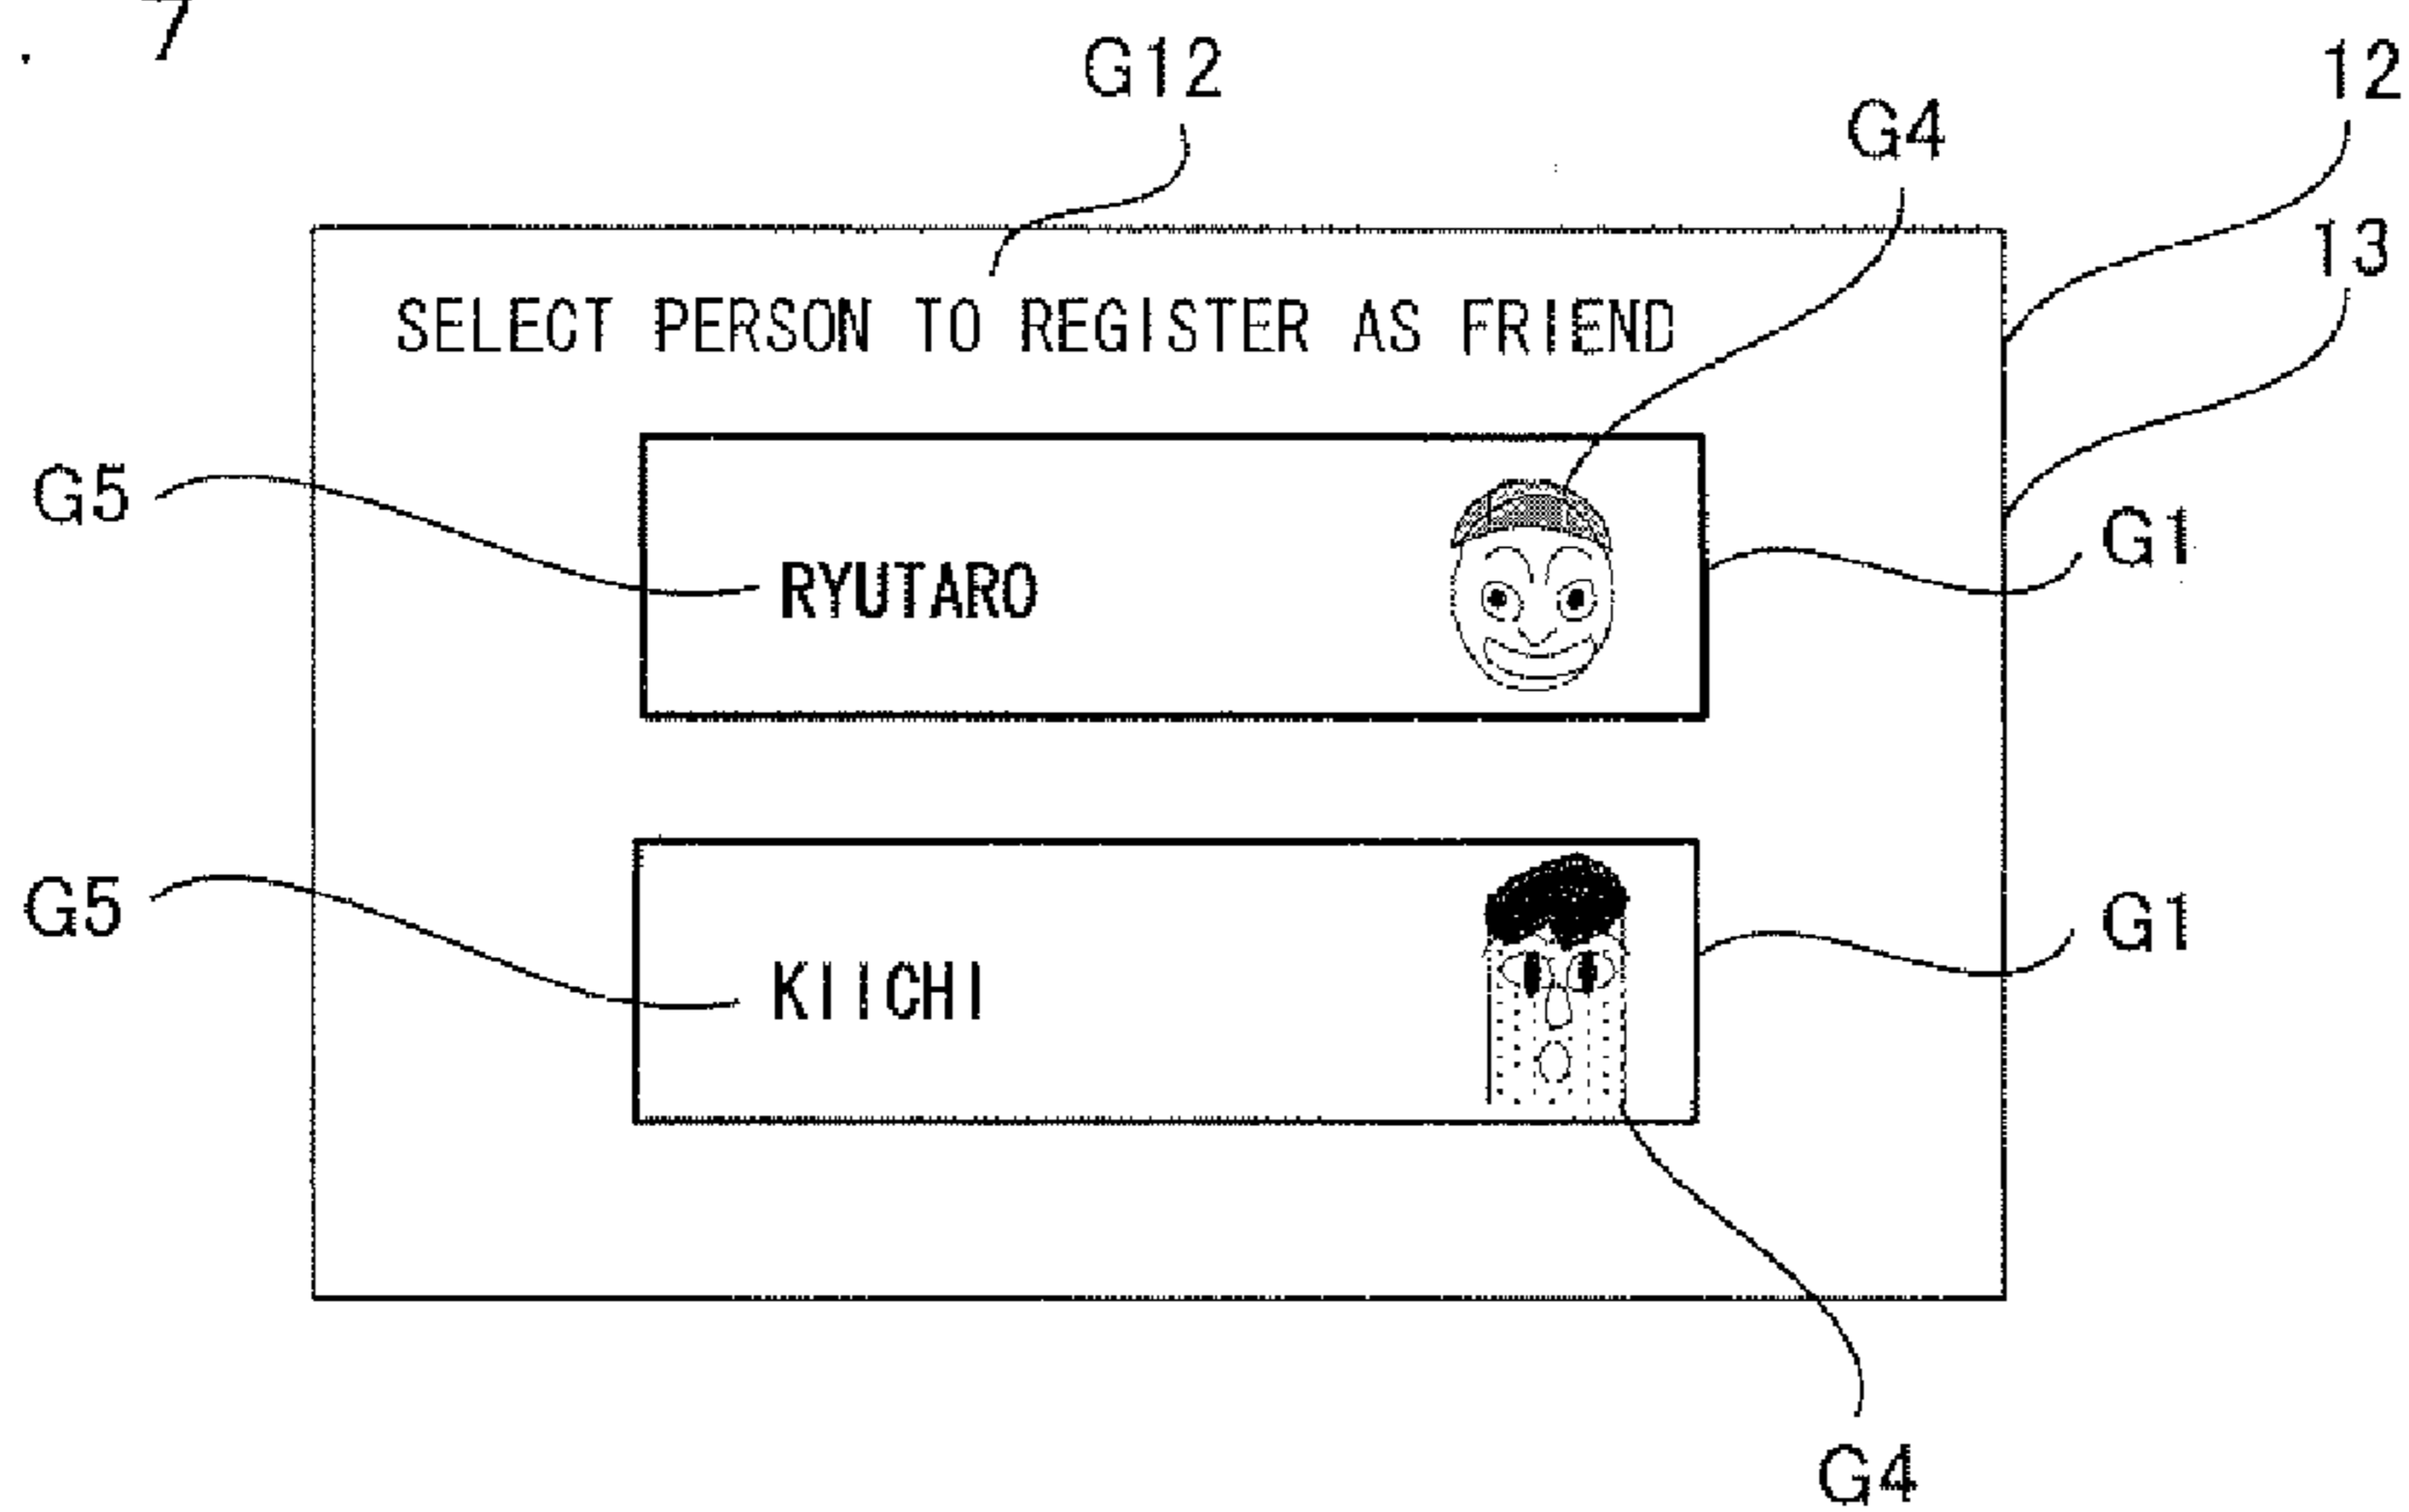 . 7
G12
12
G4
13
SELECT PERSON TO REGISTER AS FRIEND
G5
G1
RYUTARO
G5
G1
KIICHI
G4